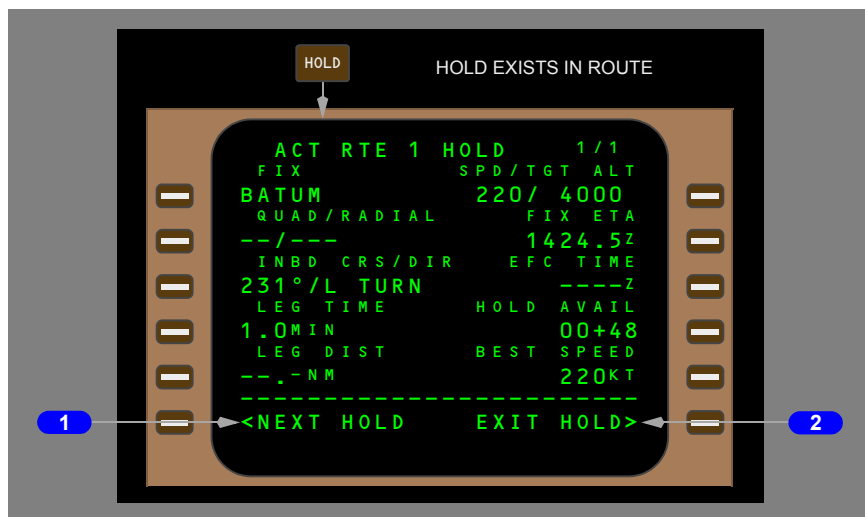 HOLD
HOLD EXISTS IN ROUTE
ACT RTE 1 HOLD 1/1
FIX SPD/TGT ALT
BATUM 220/ 4000
QUAD/RADIAL FIX ETA
--/--- 1424.5Z
INBD CRS/DIR EFC TIME
231°/L TURN ----Z
LEG TIME HOLD AVAIL
1.0MIN 00+48
LEG DIST BEST SPEED
--.-NM 220KT
------------------------
1 <NEXT HOLD EXIT HOLD> 2